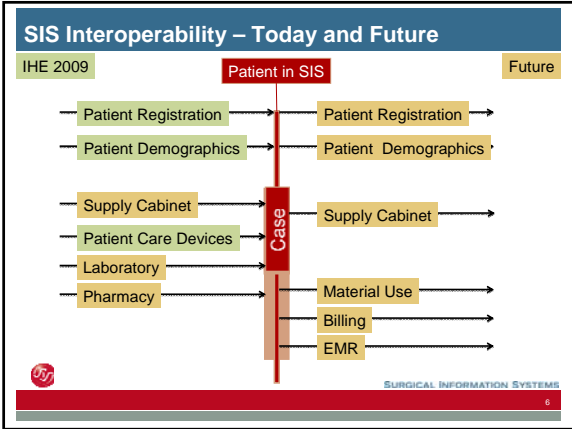 SIS Interoperability – Today and Future
IHE 2009
Patient in SIS
Future
Patient Registration
Patient Registration
Patient Demographics
Patient Demographics
Supply Cabinet
Case
Supply Cabinet
Patient Care Devices
Laboratory
Pharmacy
Material Use
Billing
EMR
SIS
SURGICAL INFORMATION SYSTEMS
6